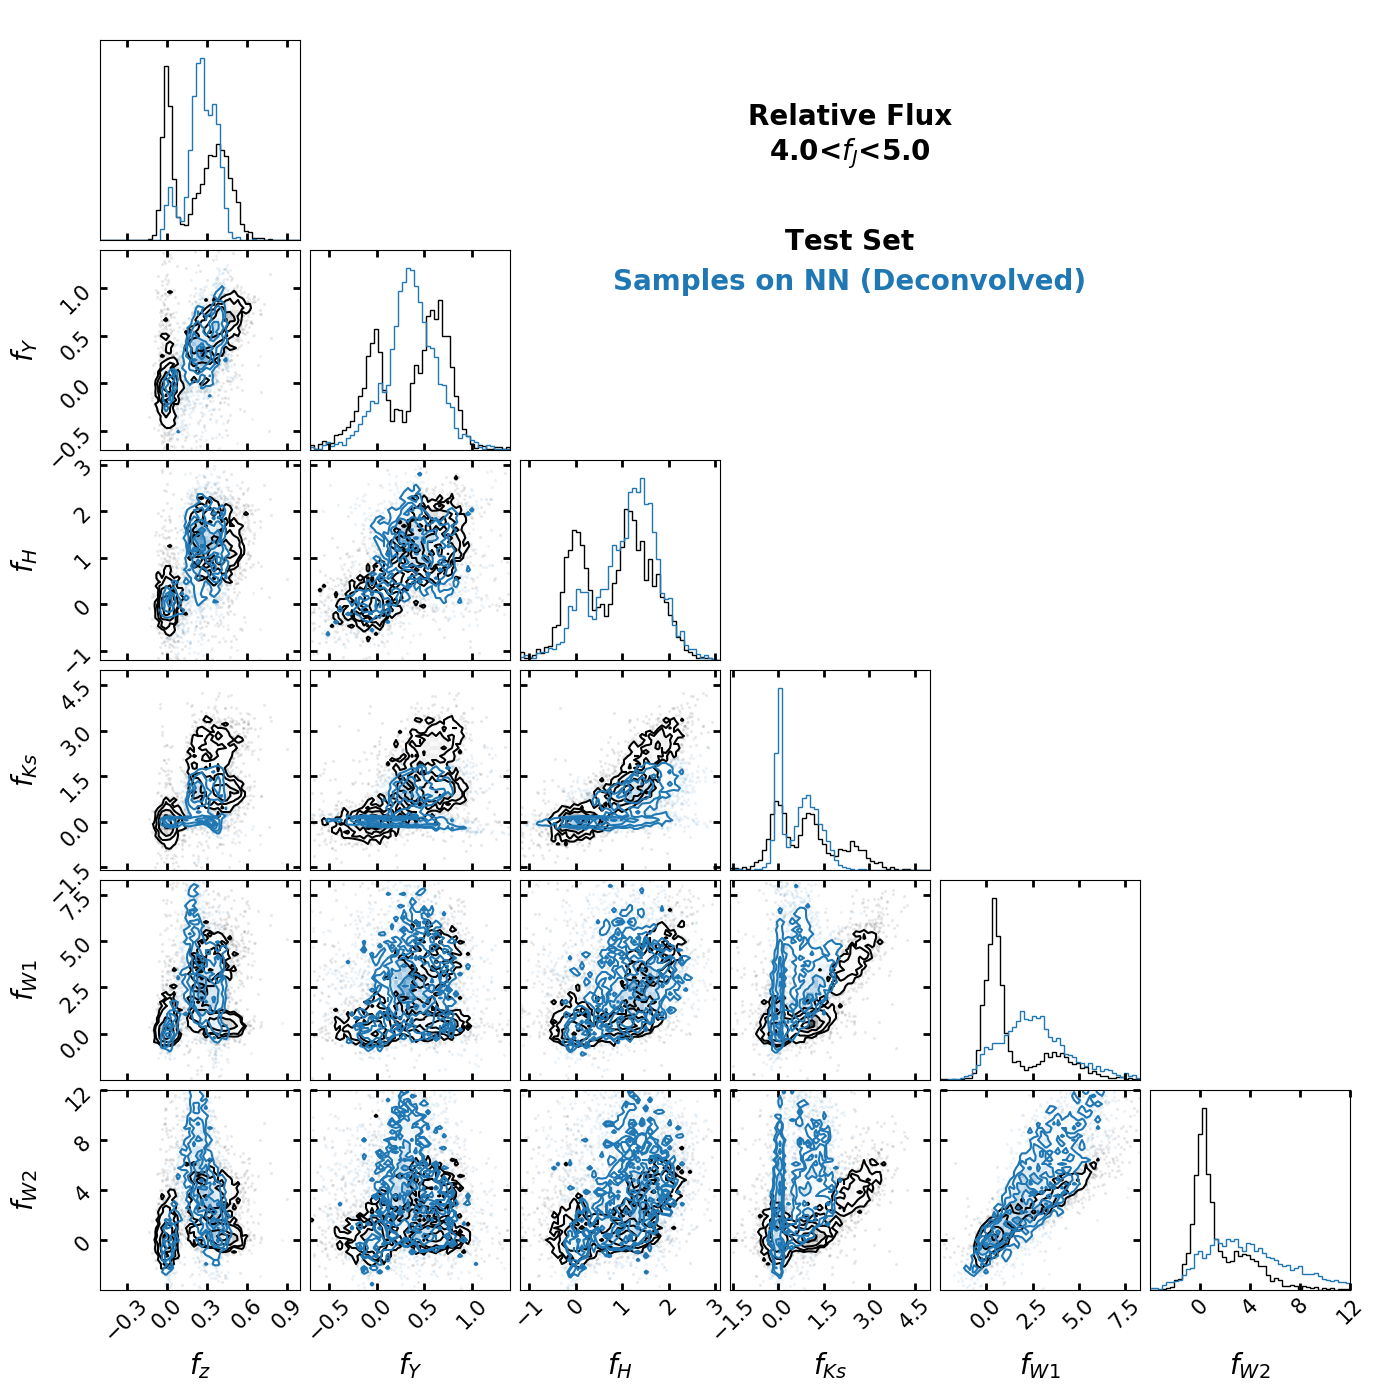 Relative Flux
4.0<f_J<5.0
Test Set
Samples on NN (Deconvolved)
f_Y
1.0
0.5
0.0
−0.5
f_H
3
2
1
0
−1
f_Ks
4.5
3.0
1.5
0.0
−1.5
f_W1
7.5
5.0
2.5
0.0
f_W2
12
8
4
0
−0.3 0.0 0.3 0.6 0.9
−0.5 0.0 0.5 1.0
−1 0 1 2 3
−1.5 0.0 1.5 3.0 4.5
0.0 2.5 5.0 7.5
0 4 8 12
f_z f_Y f_H f_Ks f_W1 f_W2